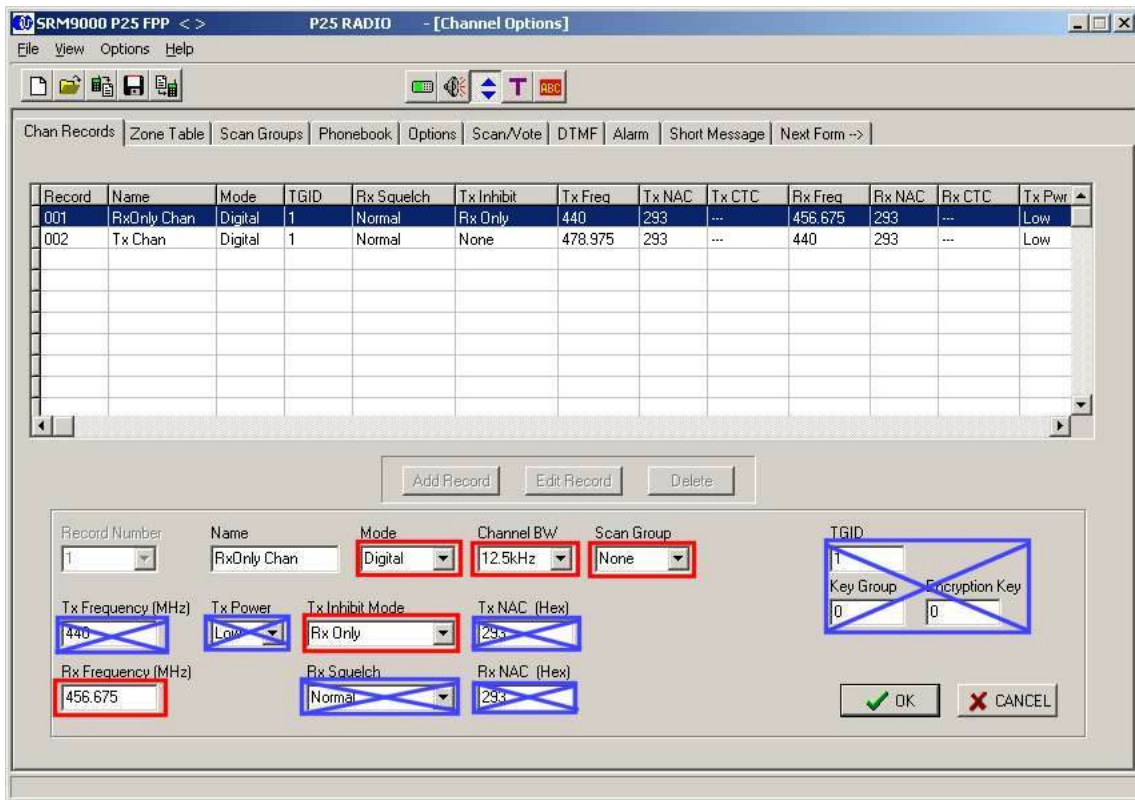 SRM9000 P25 FPP < > P25 RADIO - [Channel Options]
File View Options Help
T ABC
Chan Records Zone Table Scan Groups Phonebook Options Scan/Vote DTMF Alarm Short Message Next Form -->
Record Name Mode TGID Rx Squelch Tx Inhibit Tx Freq Tx NAC Tx CTC Rx Freq Rx NAC Rx CTC Tx Pwr
001 RxOnly Chan Digital 1 Normal Rx Only 440 293 --- 456.675 293 --- Low
002 Tx Chan Digital 1 Normal None 478.975 293 --- 440 293 --- Low
Add Record Edit Record Delete
Record Number Name Mode Channel BW Scan Group TGID
1 RxOnly Chan Digital 12.5kHz None 1
Key Group Encryption Key
0 0
Tx Frequency (MHz) Tx Power Tx Inhibit Mode Tx NAC (Hex)
440 Low Rx Only 293
Rx Frequency (MHz) Rx Squelch Rx NAC (Hex)
456.675 Normal 293
OK CANCEL